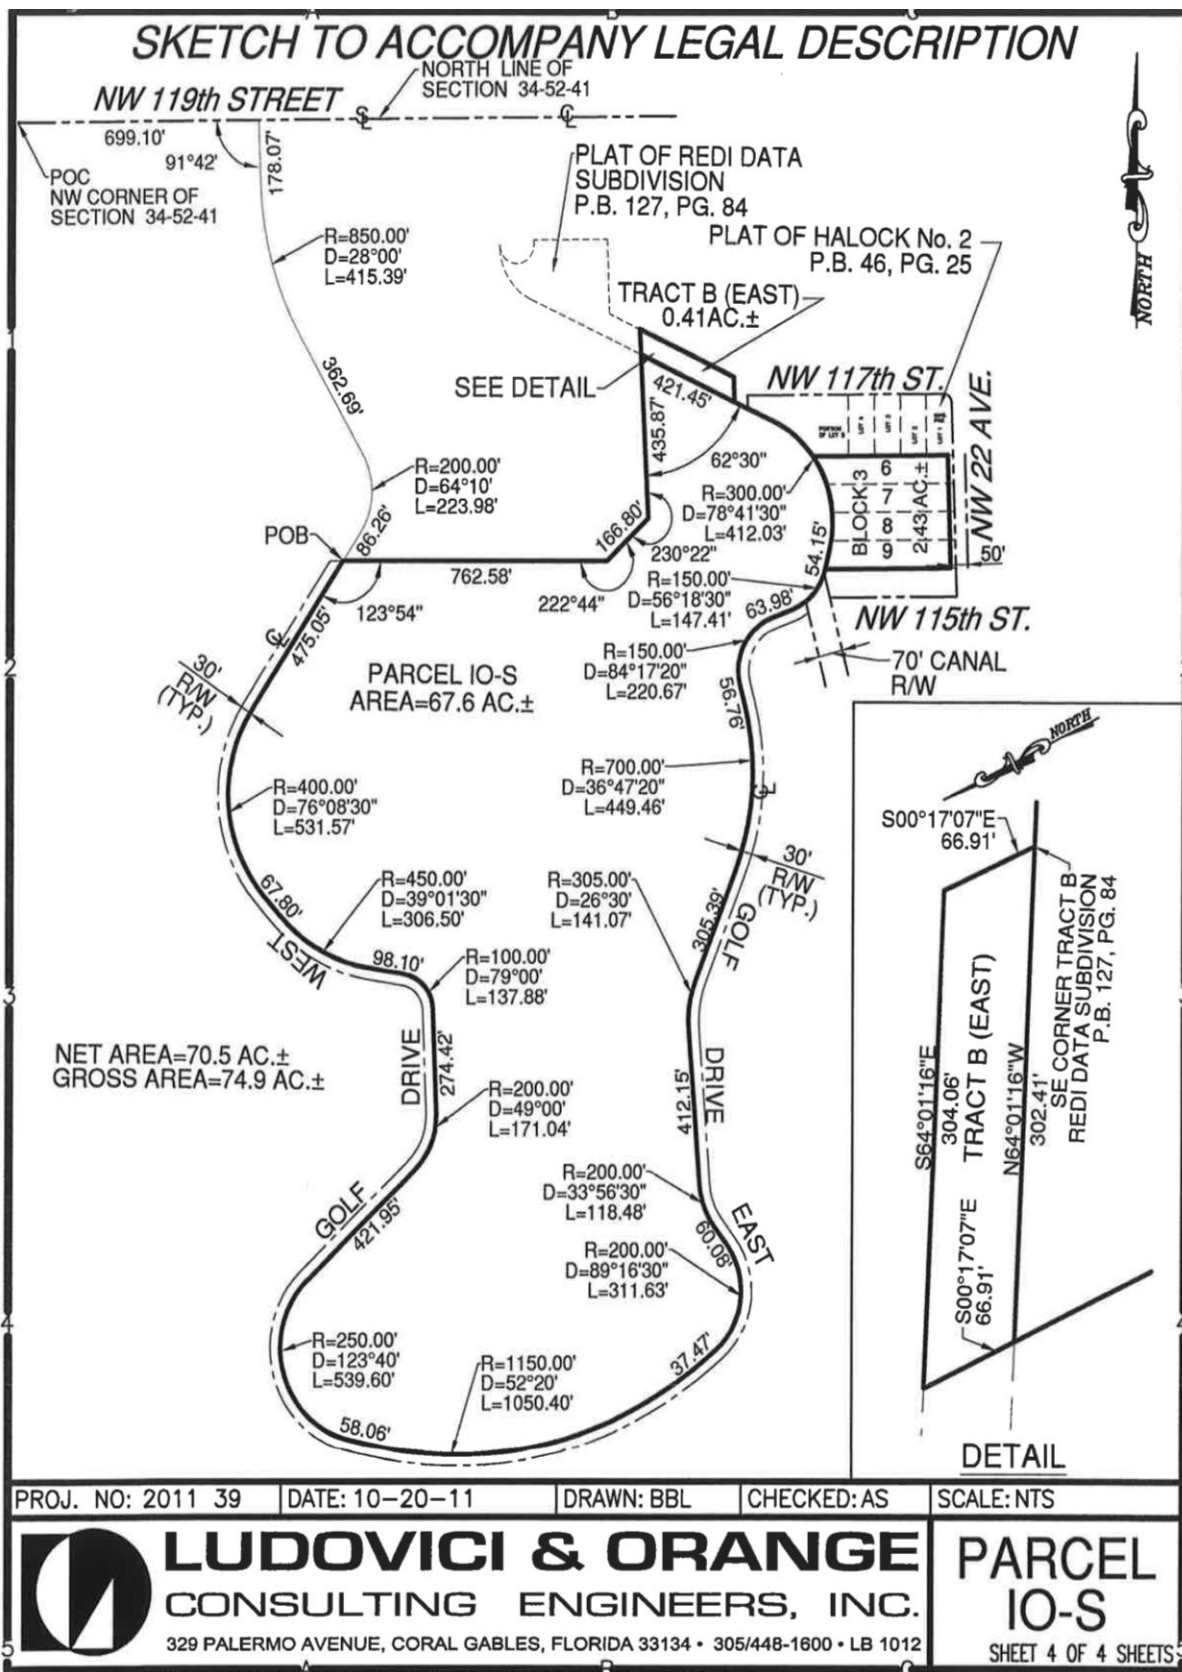 SKETCH TO ACCOMPANY LEGAL DESCRIPTION
NORTH LINE OF
SECTION 34-52-41
NW 119th STREET
699.10'
91°42'
178.07'
POC
NW CORNER OF
SECTION 34-52-41
R=850.00'
D=28°00'
L=415.39'
362.69'
PLAT OF REDI DATA
SUBDIVISION
P.B. 127, PG. 84
PLAT OF HALOCK No. 2
P.B. 46, PG. 25
NORTH
TRACT B (EAST)
0.41AC.±
SEE DETAIL
421.45'
435.87'
62°30"
NW 117th ST.
NW 22 AVE.
PORTION
OF LOT 5
LOT 4
LOT 3
LOT 2
LOT 1
BLOCK 3
6
7
8
9
2.43 AC.±
50'
R=200.00'
D=64°10'
L=223.98'
86.26'
POB
762.58'
166.80'
230°22"
222°44"
123°54"
R=300.00'
D=78°41'30"
L=412.03'
54.15'
R=150.00'
D=56°18'30"
L=147.41'
63.98'
NW 115th ST.
70' CANAL
R/W
R=150.00'
D=84°17'20"
L=220.67'
56.76'
475.05'
30'
R/W
(TYP.)
PARCEL IO-S
AREA=67.6 AC.±
R=400.00'
D=76°08'30"
L=531.57'
R=700.00'
D=36°47'20"
L=449.46'
30'
R/W
(TYP.)
67.80'
R=450.00'
D=39°01'30"
L=306.50'
98.10'
WEST
R=305.00'
D=26°30'
L=141.07'
305.39'
GOLF
R=100.00'
D=79°00'
L=137.88'
NET AREA=70.5 AC.±
GROSS AREA=74.9 AC.±
DRIVE
274.42'
R=200.00'
D=49°00'
L=171.04'
412.15'
DRIVE
GOLF
421.95'
R=200.00'
D=33°56'30"
L=118.48'
60.08'
EAST
R=200.00'
D=89°16'30"
L=311.63'
R=250.00'
D=123°40'
L=539.60'
58.06'
R=1150.00'
D=52°20'
L=1050.40'
37.47'
NORTH
S00°17'07"E
66.91'
SE CORNER TRACT B
REDI DATA SUBDIVISION
P.B. 127, PG. 84
S64°01'16"E
304.06'
TRACT B (EAST)
N64°01'16"W
302.41'
S00°17'07"E
66.91'
DETAIL
PROJ. NO: 2011 39
DATE: 10-20-11
DRAWN: BBL
CHECKED: AS
SCALE: NTS
LUDOVICI & ORANGE
CONSULTING ENGINEERS, INC.
329 PALERMO AVENUE, CORAL GABLES, FLORIDA 33134 • 305/448-1600 • LB 1012
PARCEL
IO-S
SHEET 4 OF 4 SHEETS